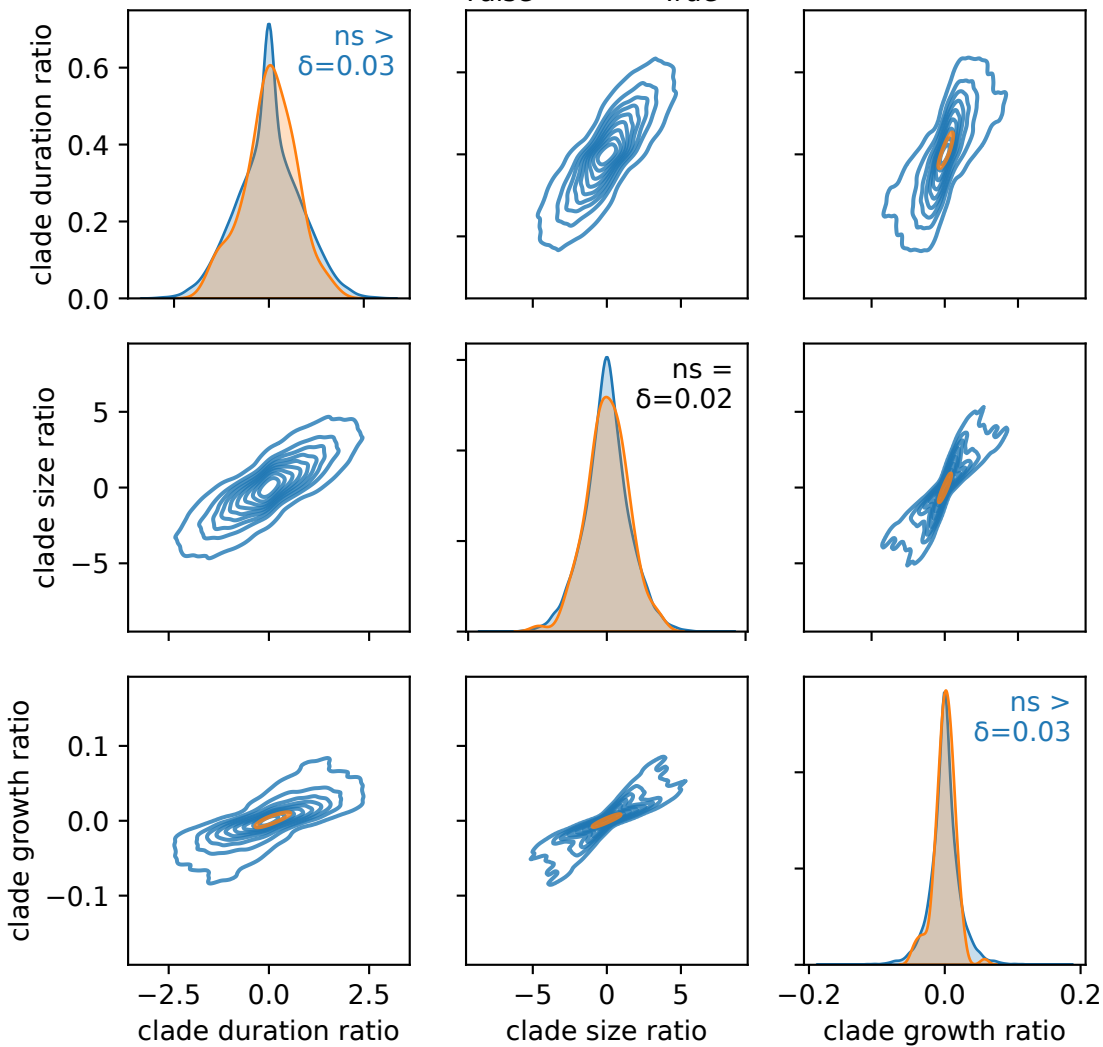 clade duration ratio
0.6
0.4
0.2
0.0
ns >
δ=0.03
clade size ratio
5
0
−5
ns =
δ=0.02
clade growth ratio
0.1
0.0
−0.1
ns >
δ=0.03
−2.5 0.0 2.5
−5 0 5
−0.2 0.0 0.2
clade duration ratio
clade size ratio
clade growth ratio